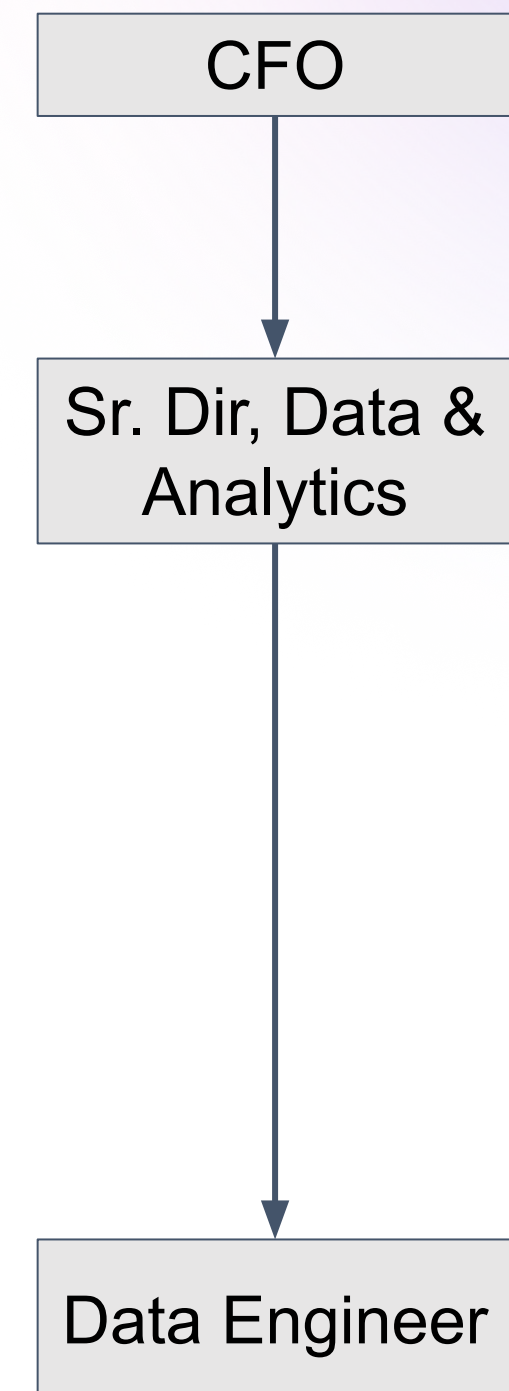 CFO
Sr. Dir, Data &
Analytics
Data Engineer